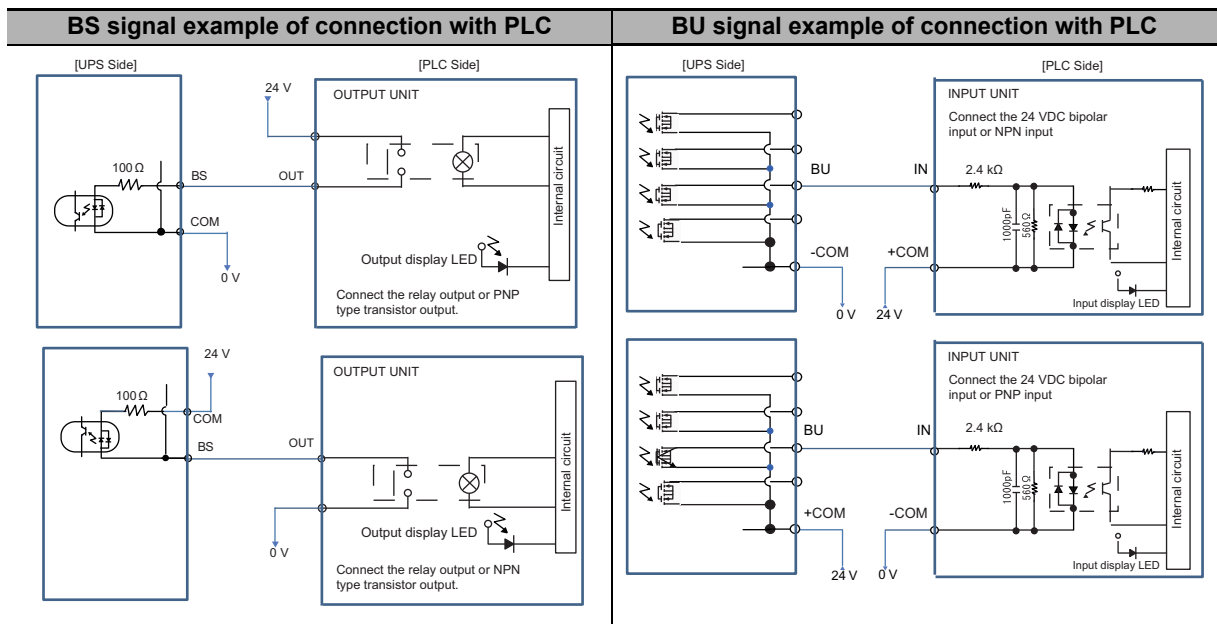 BS signal example of connection with PLC
BU signal example of connection with PLC
[UPS Side]
[PLC Side]
24 V
OUTPUT UNIT
100 Ω
BS
OUT
COM
0 V
Internal circuit
Output display LED
Connect the relay output or PNP
type transistor output.
24 V
OUTPUT UNIT
100 Ω
COM
BS
OUT
0 V
Internal circuit
Output display LED
Connect the relay output or NPN
type transistor output.
[UPS Side]
[PLC Side]
INPUT UNIT
Connect the 24 VDC bipolar
input or NPN input
BU
IN
2.4 kΩ
1000pF
560 Ω
Internal circuit
-COM
+COM
0 V
24 V
Input display LED
INPUT UNIT
Connect the 24 VDC bipolar
input or PNP input
BU
IN
2.4 kΩ
1000pF
560 Ω
Internal circuit
+COM
-COM
24 V
0 V
Input display LED